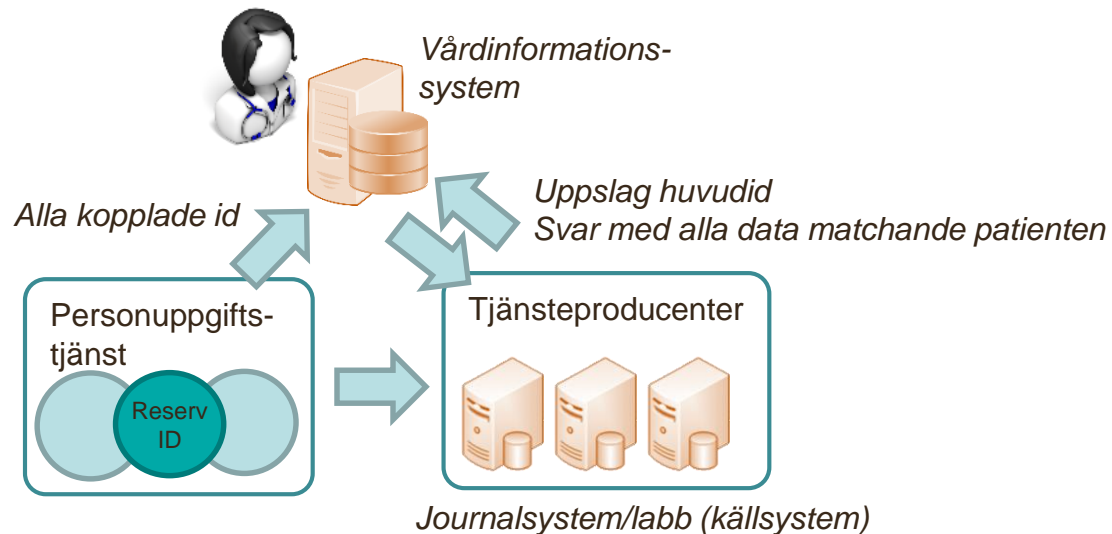 Vårdinformations-
system
Uppslag huvudid
Svar med alla data matchande patienten
Alla kopplade id
Personuppgifts-
tjänst
Reserv
ID
Tjänsteproducenter
Journalsystem/labb (källsystem)